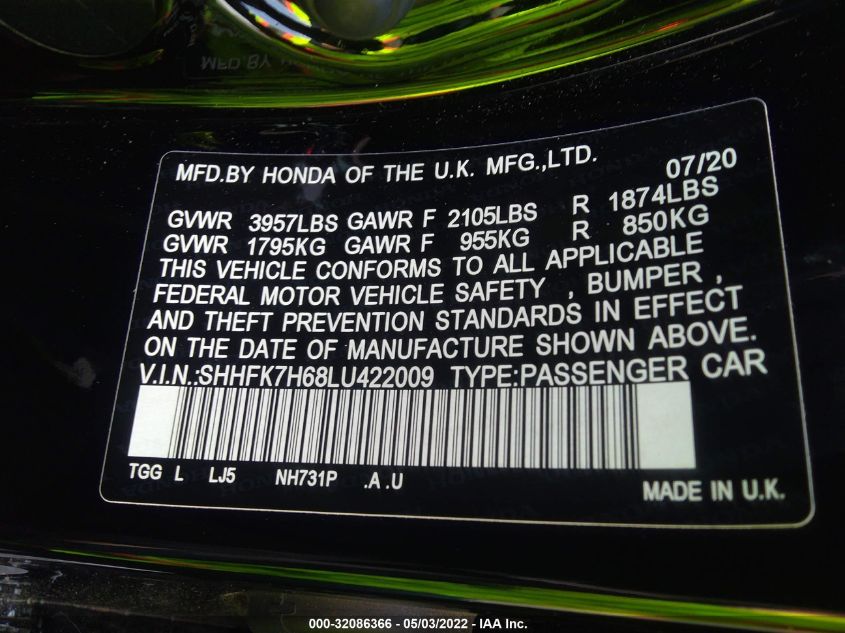 MFD.BY HONDA OF THE U.K. MFG.,LTD. 07/20
GVWR 3957LBS GAWR F 2105LBS R 1874LBS
GVWR 1795KG GAWR F 955KG R 850KG
THIS VEHICLE CONFORMS TO ALL APPLICABLE
FEDERAL MOTOR VEHICLE SAFETY , BUMPER ,
AND THEFT PREVENTION STANDARDS IN EFFECT
ON THE DATE OF MANUFACTURE SHOWN ABOVE.
V.I.N.:SHHFK7H68LU422009 TYPE:PASSENGER CAR
TGG L LJ5 NH731P .A .U
MADE IN U.K.
000-32086366 - 05/03/2022 - IAA Inc.